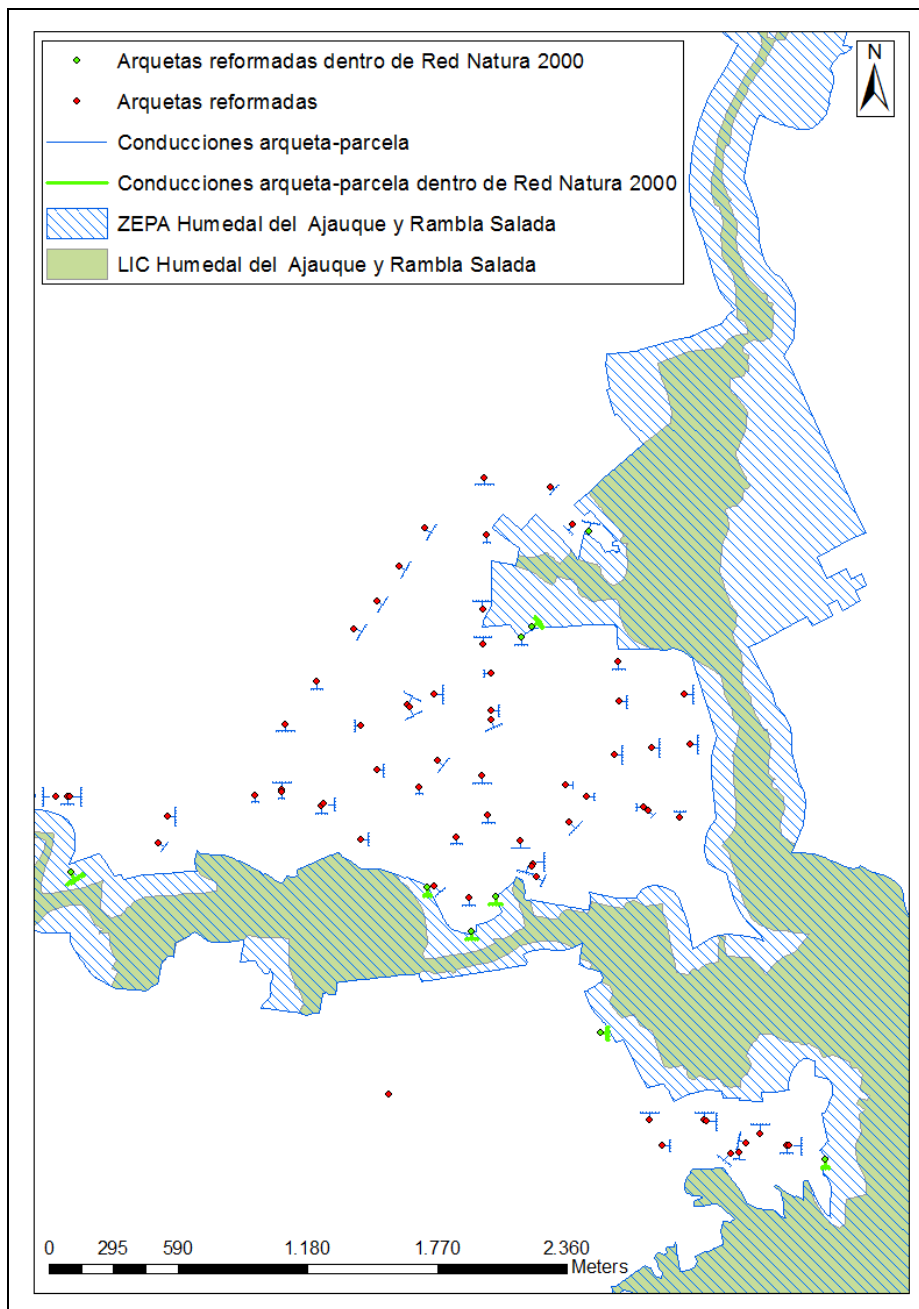 Arquetas reformadas dentro de Red Natura 2000
N
Arquetas reformadas
Conducciones arqueta-parcela
Conducciones arqueta-parcela dentro de Red Natura 2000
ZEPA Humedal del Ajauque y Rambla Salada
LIC Humedal del Ajauque y Rambla Salada
0 295 590 1.180 1.770 2.360
Meters